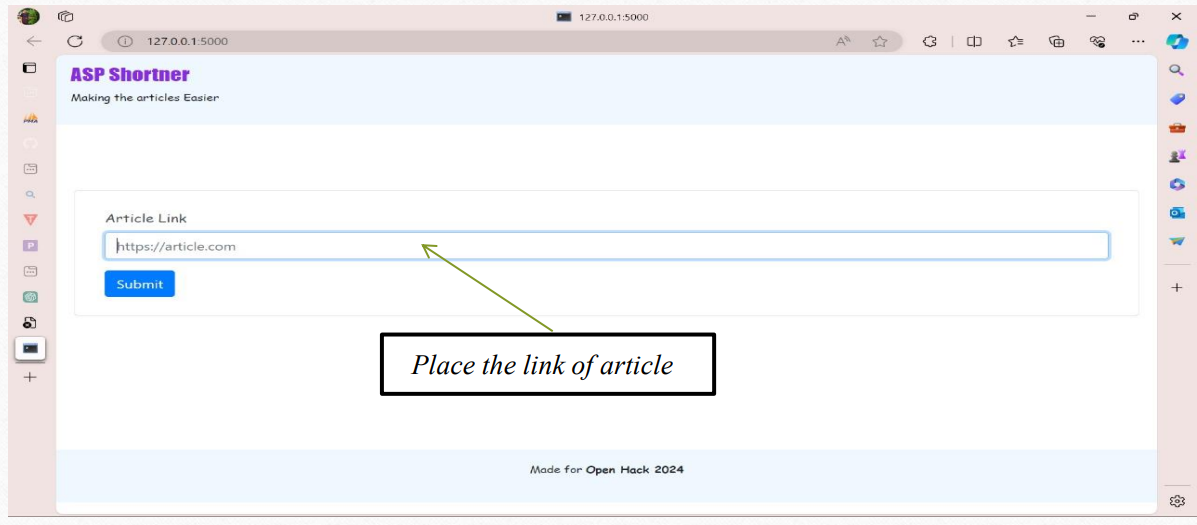 127.0.0.1:5000
127.0.0.1:5000
ASP Shortner
Making the articles Easier
Article Link
https://article.com
Submit
Place the link of article
Made for Open Hack 2024